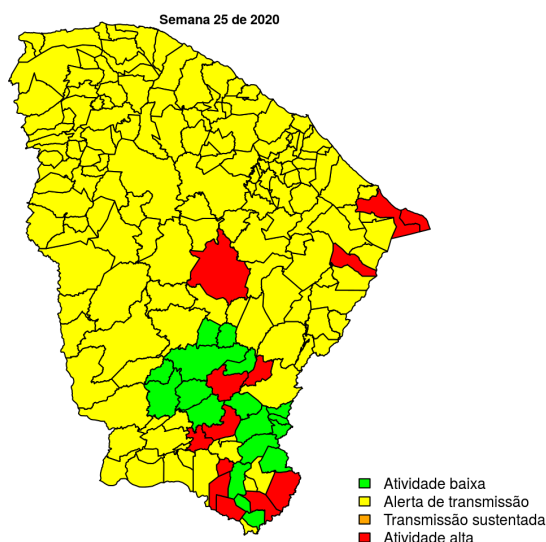 Semana 25 de 2020
Atividade baixa
Alerta de transmissão
Transmissão sustentada
Atividade alta